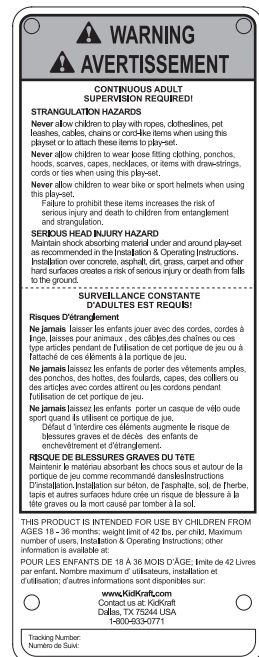 WARNING
AVERTISSEMENT
CONTINUOUS ADULT
SUPERVISION REQUIRED!
STRANGULATION HAZARDS
Never allow children to play with ropes, clotheslines, pet
leashes, cables, chains or cord-like items when using this
playset or to attach these items to play-set.
Never allow children to wear loose fitting clothing, ponchos,
hoods, scarves, capes, necklaces, or items with draw-strings,
cords or ties when using this play-set.
Never allow children to wear bike or sport helmets when using
this play-set.
Failure to prohibit these items increases the risk of
serious injury and death to children from entanglement
and strangulation.
SERIOUS HEAD INJURY HAZARD
Maintain shock absorbing material under and around play-set
as recommended in the Installation & Operating Instructions.
Installation over concrete, asphalt, dirt, grass, carpet and other
hard surfaces creates a risk of serious injury or death from falls
to the ground.
SURVEILLANCE CONSTANTE
D'ADULTES EST REQUIS!
Risques D'étranglement
Ne jamais laisser les enfants jouer avec des cordes, cordes à
linge, laisses pour animaux , des câbles,des chaînes ou ces
type articles pendant l'utilisation de cet portique de jeu ou à
l'attaché de ces éléments à la portique de jeu.
Ne jamais laissez les enfants de porter des vêtements amples,
des ponchos, des hottes, des foulards, capes, des colliers ou
des articles avec cordes attirent ou les cordons pendant
l'utilisation de cet portique de jeu.
Ne jamais laissez les enfants porter un casque de vélo oude
sport quand ils utilisent ce portique de jue.
Défaut d 'interdire ces éléments augmente le risque de
blessures graves et de décès des enfants de
enchevêtrement et d'étranglement.
RISQUE DE BLESSURES GRAVES DU TêTE
Maintenir le matériau absorbant les chocs sous et autour de la
portique de jeu comme recommandé danslesInstructions
D'installation.Installation sur béton, de l'asphalte, sol, de l'herbe,
tapis et autres surfaces hdure crée un risque de blessure à la
tête graves ou la mort causé par tomber à la sol.
THIS PRODUCT IS INTENDED FOR USE BY CHILDREN FROM
AGES 18 - 36 months; weight limit of 42 lbs. per child. Maximum
number of users, Installation & Operating Instructions; other
information is available at:
POUR LES ENFANTS DE 18 À 36 MOIS D'ÂGE; limite de 42 Livres
par enfant. Nombre maximum d' utilisateurs, installation et
d'utilisation; d'autres informations sont disponibles sur:
www.KidKraft.com
Contact us at: KidKraft
Dallas, TX 75244 USA
1-800-933-0771
Tracking Number:
Numéro de Suivi: